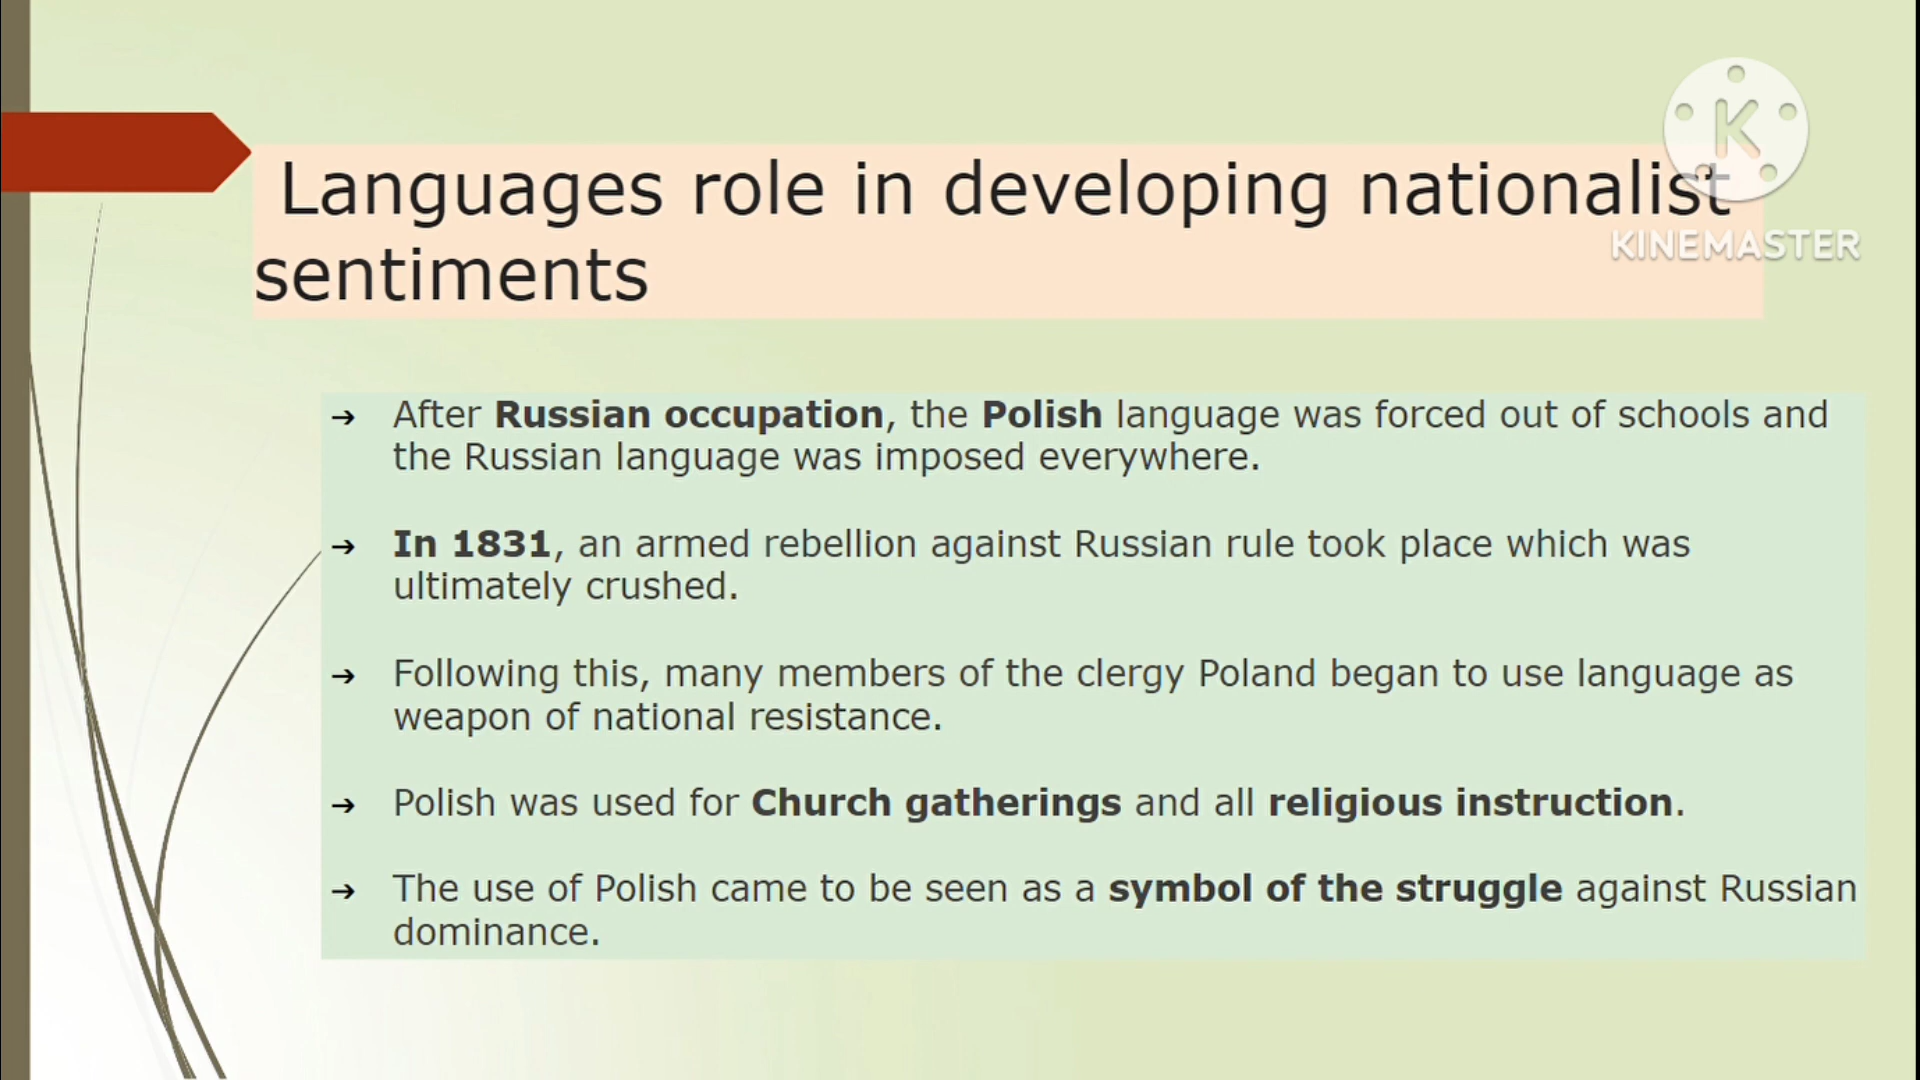 Languages role in developing nationalist
sentiments
K
KINEMASTER
➔ After Russian occupation, the Polish language was forced out of schools and
the Russian language was imposed everywhere.
➔ In 1831, an armed rebellion against Russian rule took place which was
ultimately crushed.
➔ Following this, many members of the clergy Poland began to use language as
weapon of national resistance.
➔ Polish was used for Church gatherings and all religious instruction.
➔ The use of Polish came to be seen as a symbol of the struggle against Russian
dominance.